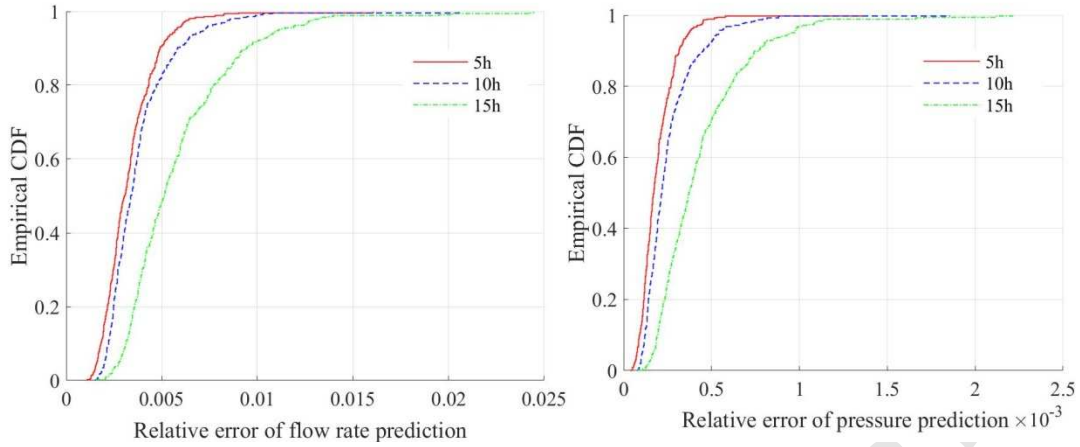 Empirical CDF
1
0.8
0.6
0.4
0.2
0
5h
10h
15h
0
0.005
0.01
0.015
0.02
0.025
Relative error of flow rate prediction
Empirical CDF
1
0.8
0.6
0.4
0.2
0
5h
10h
15h
0
0.5
1
1.5
2
2.5
Relative error of pressure prediction ×10⁻³